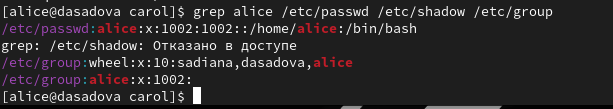 [alice@dasadova carol]$ grep alice /etc/passwd /etc/shadow /etc/group
/etc/passwd:alice:x:1002:1002::/home/alice:/bin/bash
grep: /etc/shadow: Отказано в доступе
/etc/group:wheel:x:10:sadiana,dasadova,alice
/etc/group:alice:x:1002:
[alice@dasadova carol]$